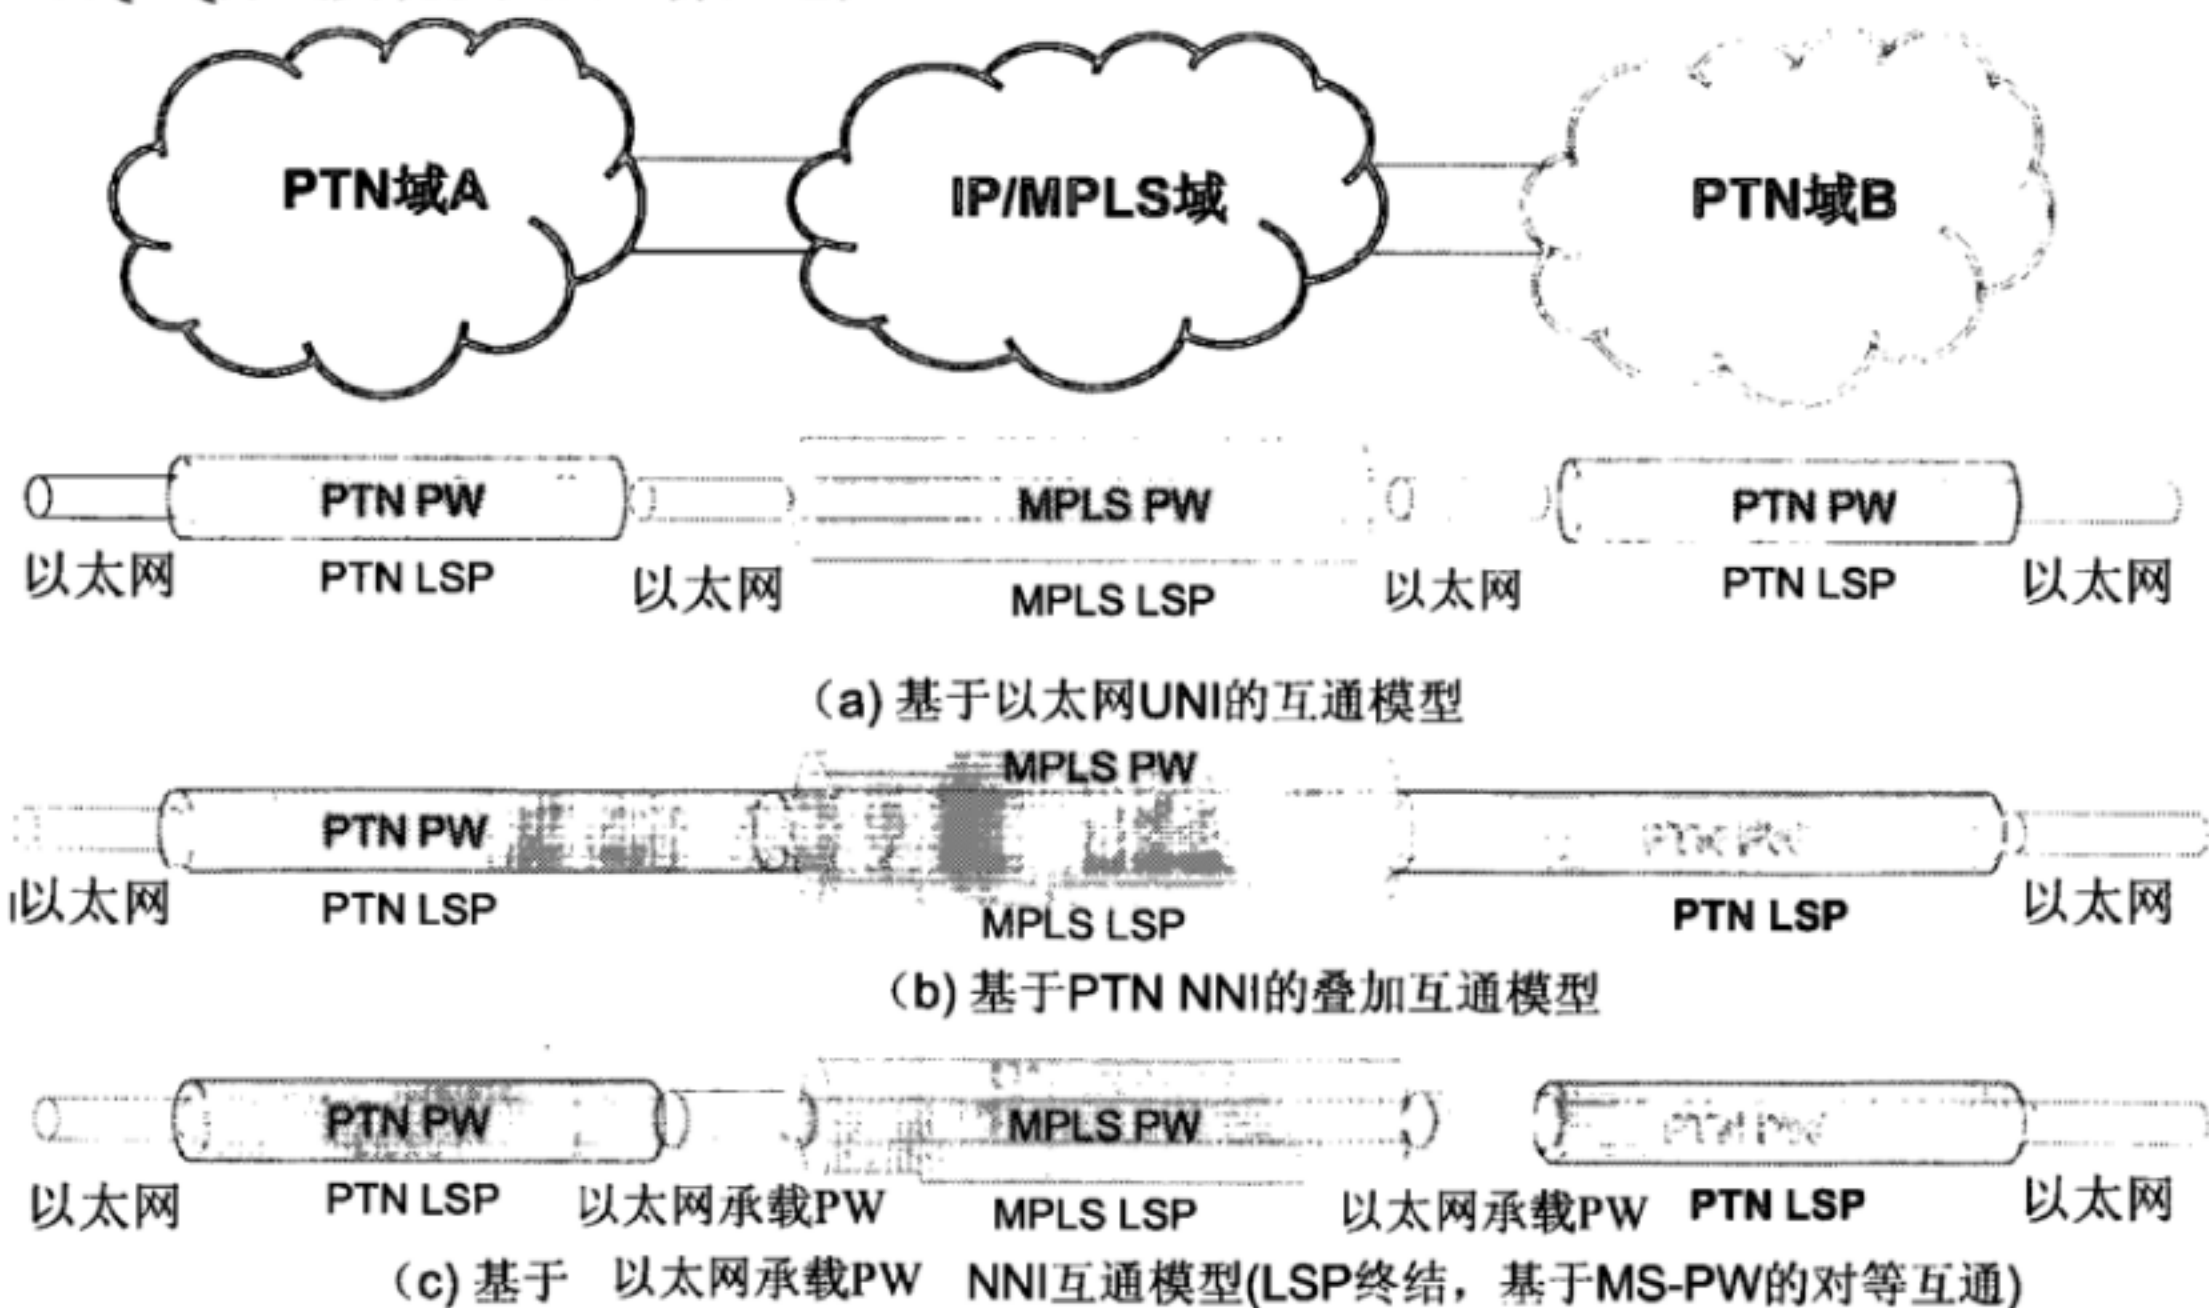 PTN域A IP/MPLS域 PTN域B
PTN PW MPLS PW PTN PW
以太网 PTN LSP 以太网 MPLS LSP 以太网 PTN LSP 以太网
(a) 基于以太网UNI的互通模型
MPLS PW
PTN PW PTN PW
以太网 PTN LSP MPLS LSP PTN LSP 以太网
(b) 基于PTN NNI的叠加互通模型
PTN PW MPLS PW PTN PW
以太网 PTN LSP 以太网承载PW MPLS LSP 以太网承载PW PTN LSP 以太网
(c) 基于 以太网承载PW NNI互通模型(LSP终结，基于MS-PW的对等互通)